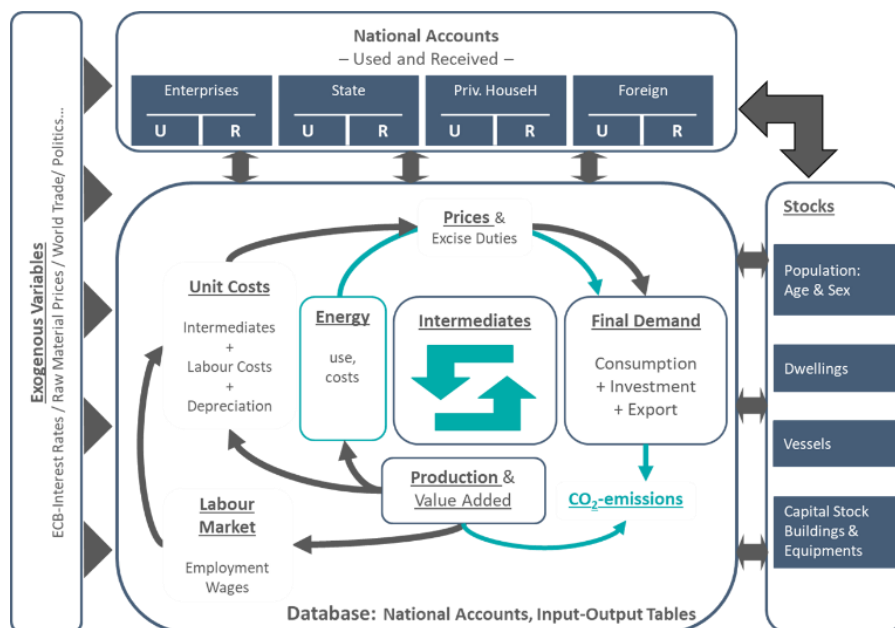 National Accounts
– Used and Received –
Enterprises
U R
State
U R
Priv. HouseH
U R
Foreign
U R
Exogenous Variables
ECB-Interest Rates / Raw Material Prices / World Trade/ Politics...
Prices &
Excise Duties
Unit Costs
Intermediates
+
Labour Costs
+
Depreciation
Energy
use,
costs
Intermediates
Final Demand
Consumption
+ Investment
+ Export
Production &
Value Added
CO₂-emissions
Labour
Market
Employment
Wages
Database: National Accounts, Input-Output Tables
Stocks
Population:
Age & Sex
Dwellings
Vessels
Capital Stock
Buildings &
Equipments